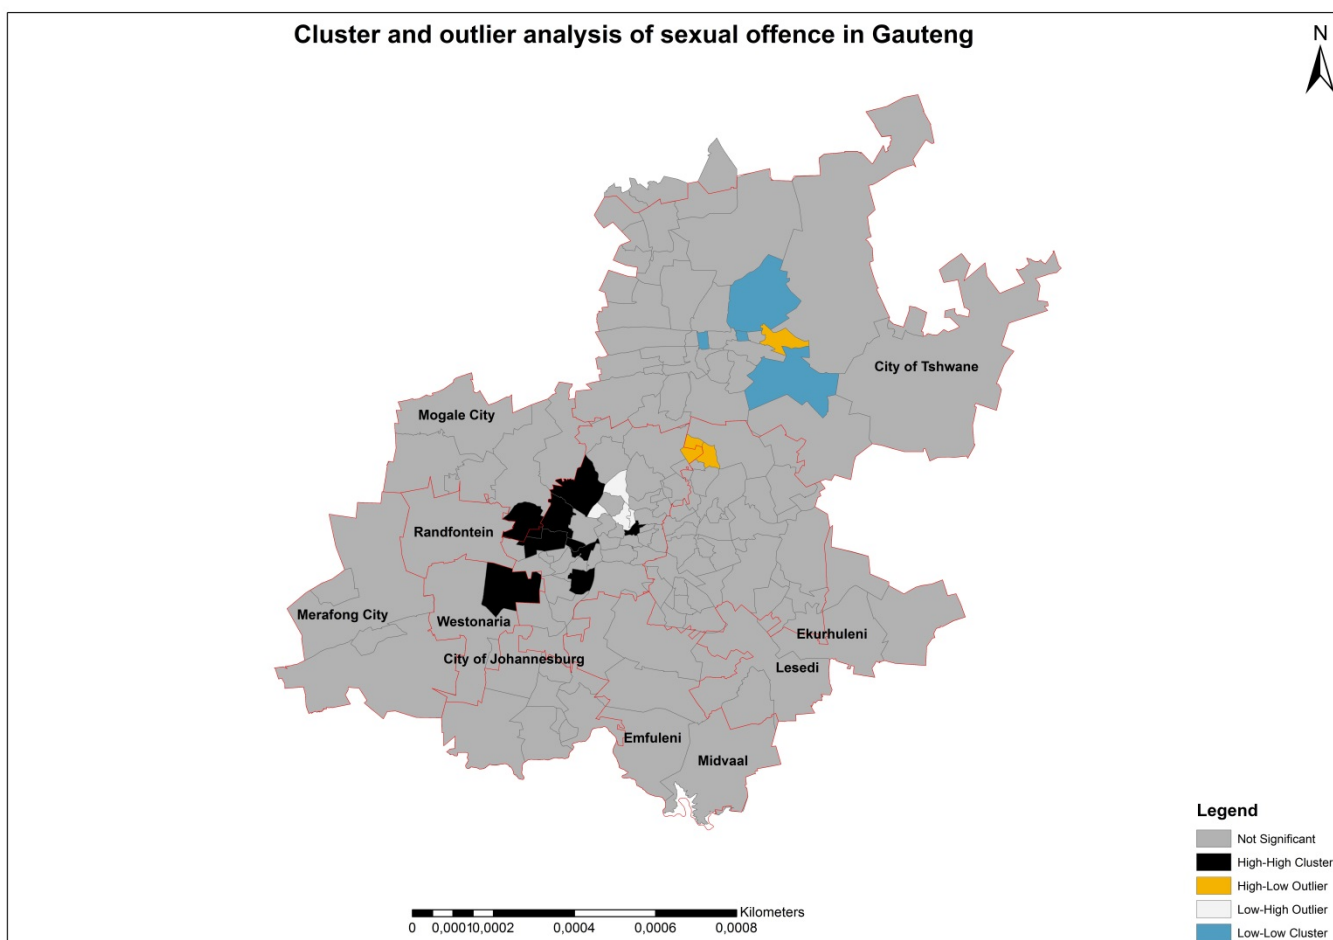 Cluster and outlier analysis of sexual offence in Gauteng
N
City of Tshwane
Mogale City
Randfontein
Merafong City
Westonaria
Ekurhuleni
City of Johannesburg
Lesedi
Emfuleni
Midvaal
Legend
Not Significant
High-High Cluster
High-Low Outlier
Low-High Outlier
Low-Low Cluster
Kilometers
0 0,0001 0,0002 0,0004 0,0006 0,0008